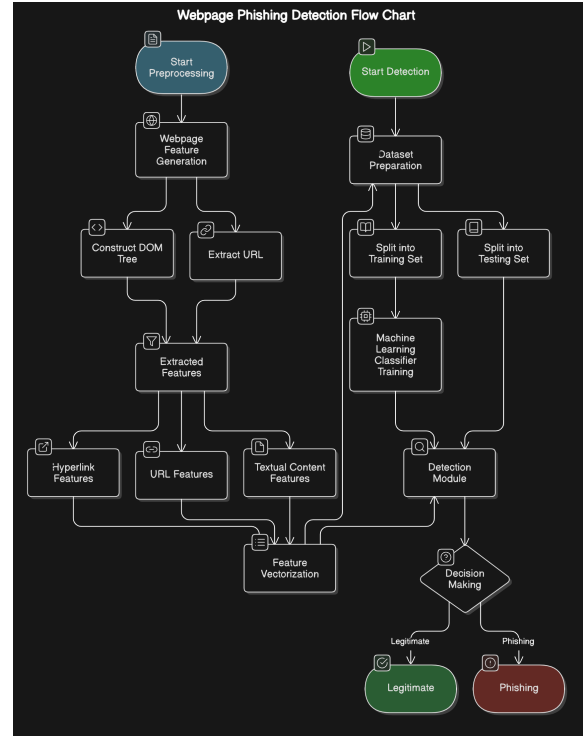 Webpage Phishing Detection Flow Chart
Start
Preprocessing
Start Detection
Webpage
Feature
Generation
Dataset
Preparation
Construct DOM
Tree
Extract URL
Split into
Training Set
Split into
Testing Set
Extracted
Features
Machine
Learning
Classifier
Training
Hyperlink
Features
URL Features
Textual Content
Features
Detection
Module
Feature
Vectorization
Decision
Making
Legitimate
Phishing
Legitimate
Phishing